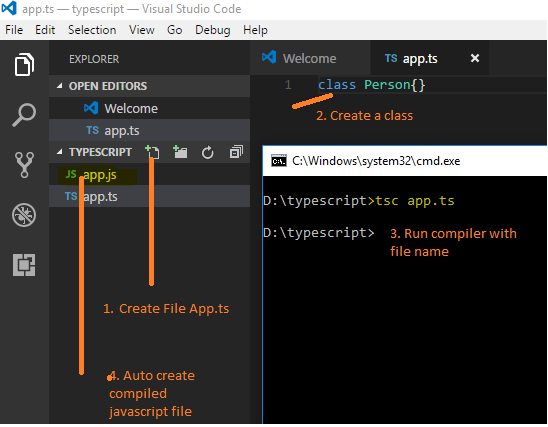 app.ts — typescript — Visual Studio Code
File Edit Selection View Go Debug Help
EXPLORER
OPEN EDITORS
Welcome
TS app.ts
TYPESCRIPT
JS app.js
TS app.ts
Welcome
TS app.ts
1 class Person{}
2. Create a class
C:\Windows\system32\cmd.exe
D:\typescript>tsc app.ts
D:\typescript>
3. Run compiler with
file name
1. Create File App.ts
4. Auto create
compiled
javascript file